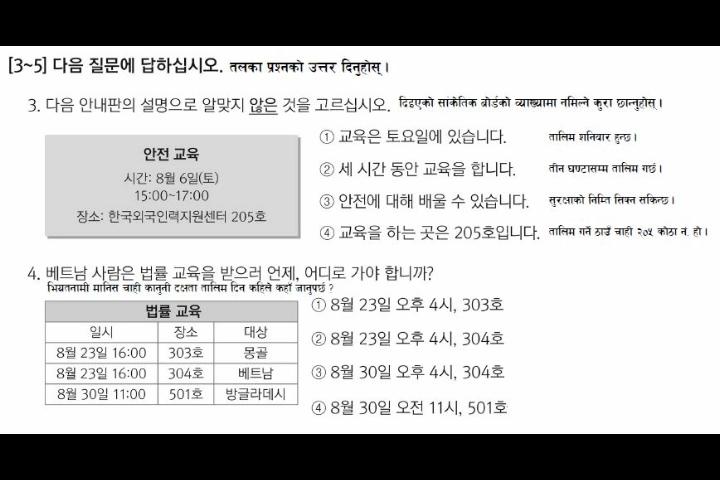 [3~5] 다음 질문에 답하십시오. तलका प्रश्नको उत्तर दिनुहोस् ।
3. 다음 안내판의 설명으로 알맞지 않은 것을 고르십시오. दिइएको सांकेतिक बोर्डको व्याख्यामा नमिल्ने कुरा छान्नुहोस् ।
안전 교육
시간: 8월 6일(토)
15:00~17:00
장소: 한국외국인력지원센터 205호
① 교육은 토요일에 있습니다. तालिम शनिवार हुन्छ ।
② 세 시간 동안 교육을 합니다. तीन घण्टासम्म तालिम गर्छ ।
③ 안전에 대해 배울 수 있습니다. सुरक्षाको निम्ति सिक्न सकिन्छ ।
④ 교육을 하는 곳은 205호입니다. तालिम गर्ने ठाउँ चाही २०५ कोठा नं. हो ।
4. 베트남 사람은 법률 교육을 받으러 언제, 어디로 가야 합니까?
भियतनामी मानिस चाही कानुनी दक्षता तालिम दिन कहिले कहाँ जानुपर्छ ?
법률 교육
일시 장소 대상
8월 23일 16:00 303호 몽골
8월 23일 16:00 304호 베트남
8월 30일 11:00 501호 방글라데시
① 8월 23일 오후 4시, 303호
② 8월 23일 오후 4시, 304호
③ 8월 30일 오후 4시, 304호
④ 8월 30일 오전 11시, 501호